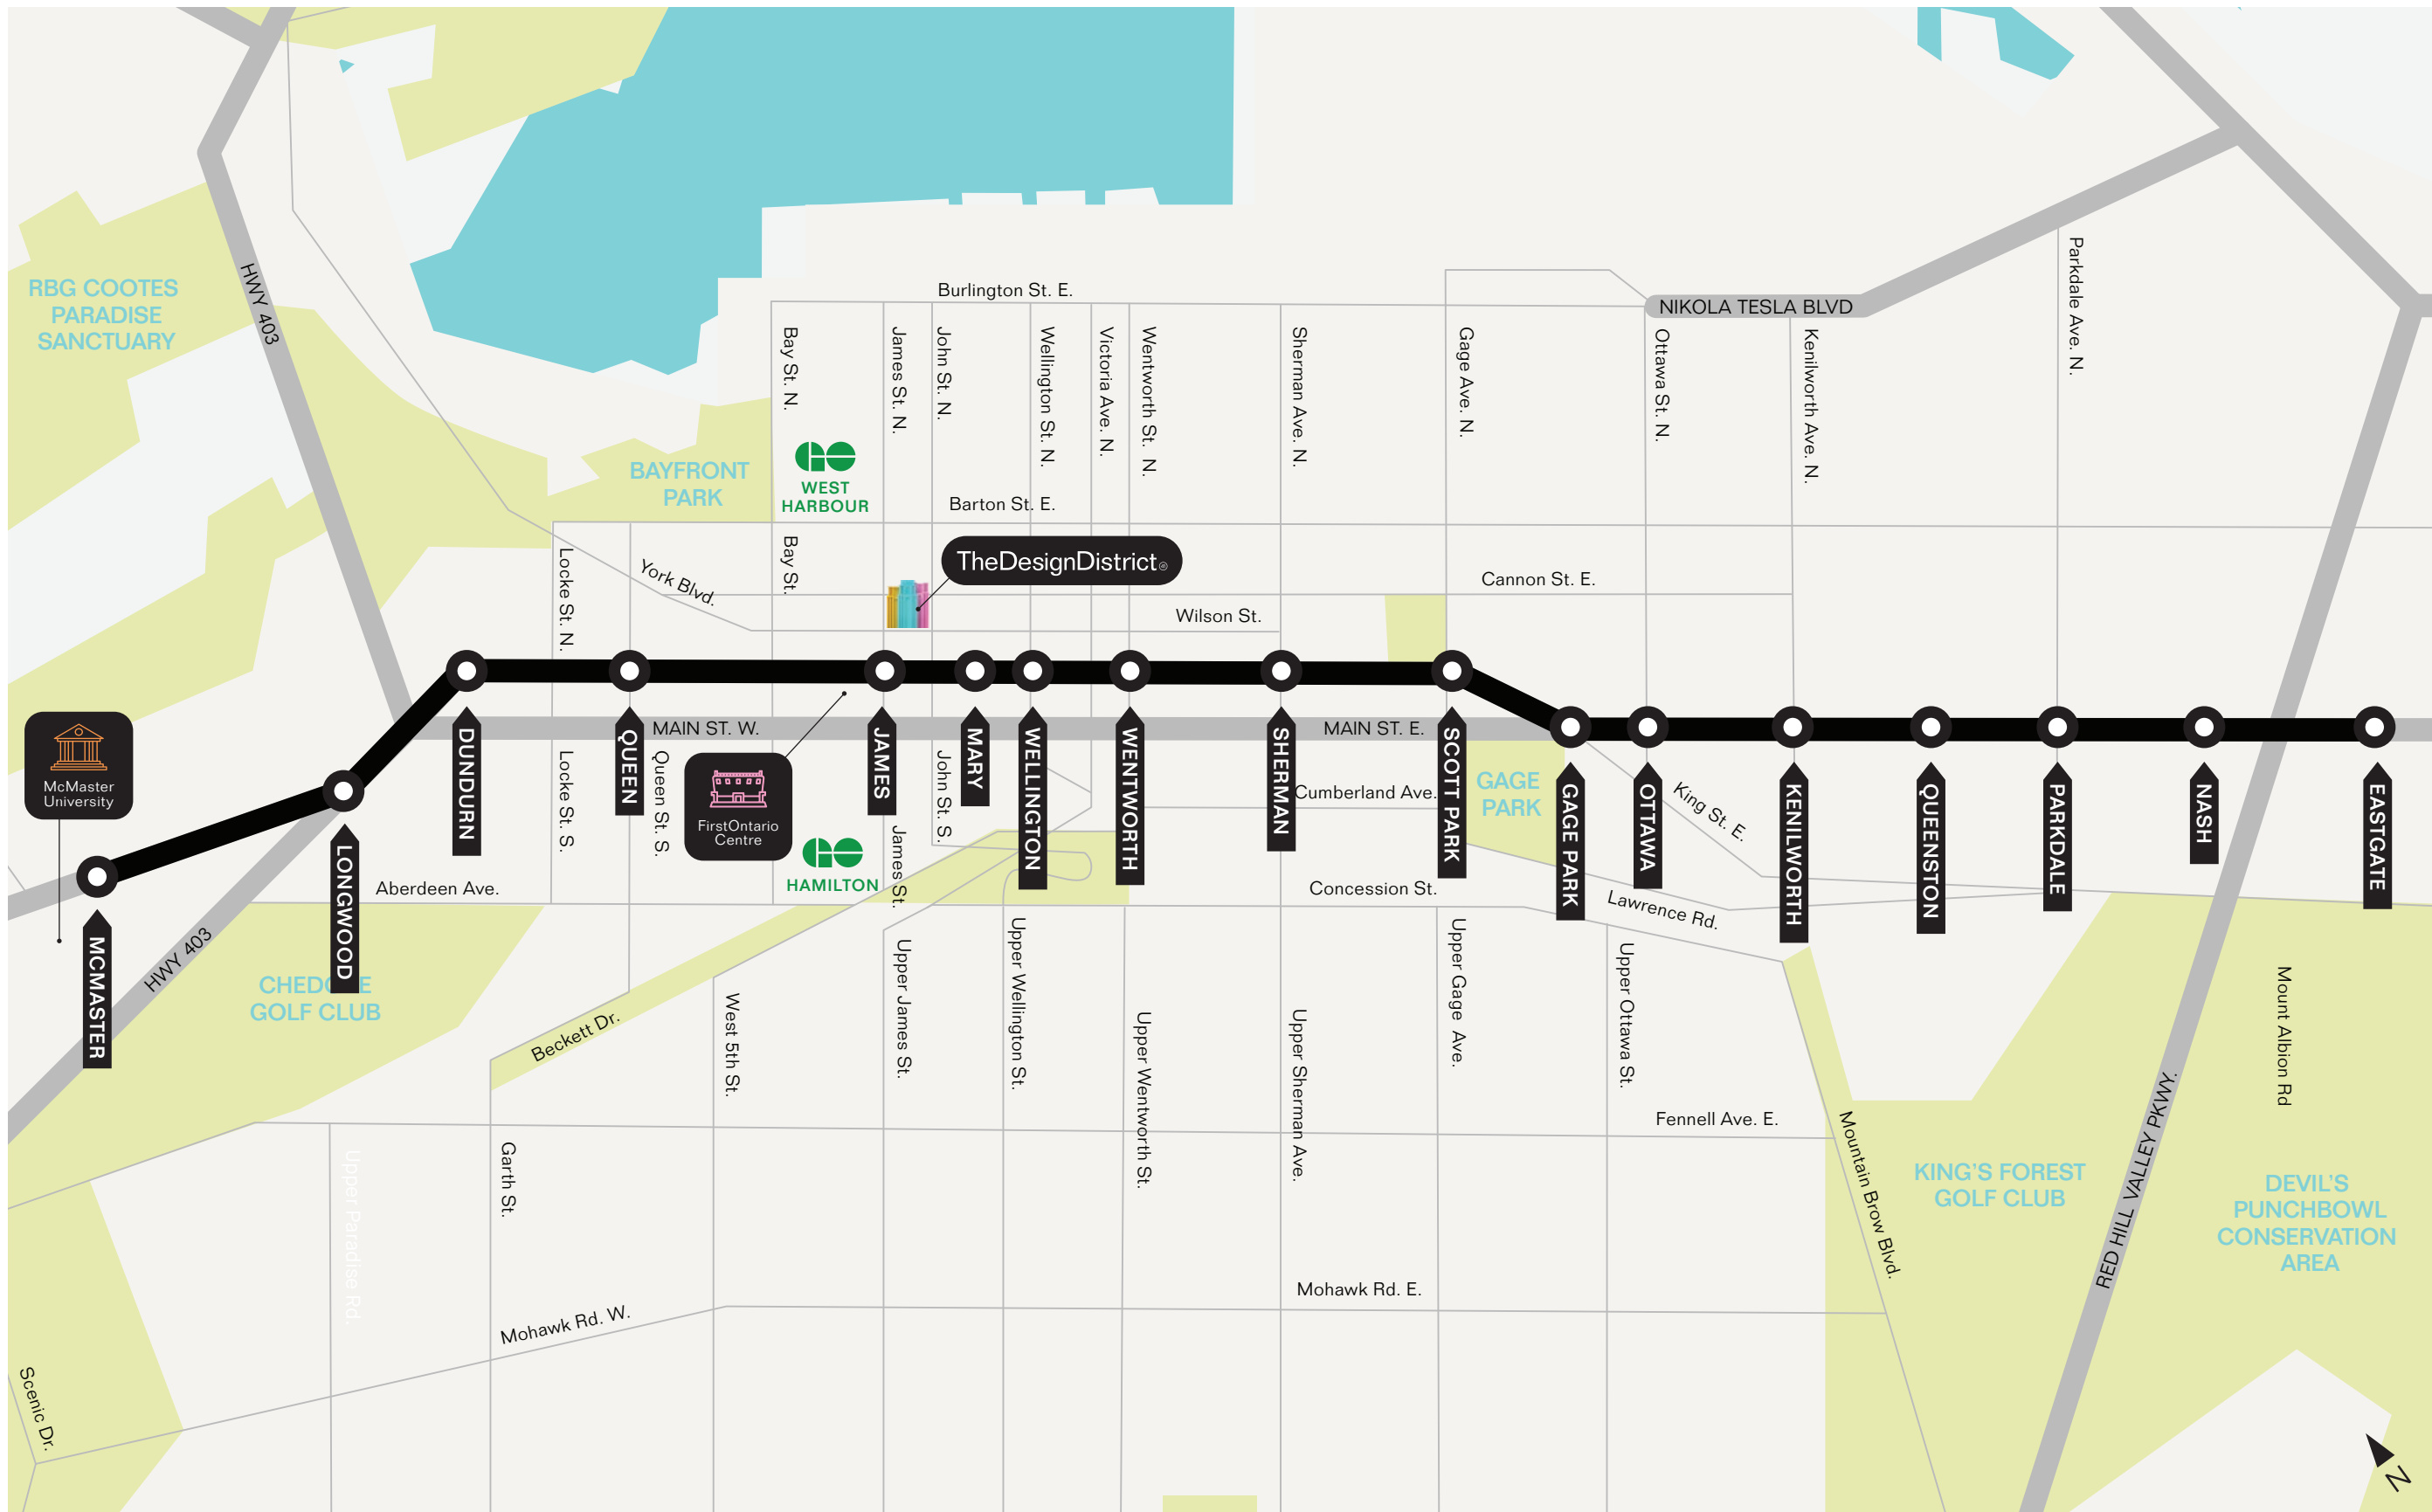 RBG COOTES
PARADISE
SANCTUARY
HWY 403
BAYFRONT
PARK
Burlington St. E.
NIKOLA TESLA BLVD
Bay St. N.
James St. N.
John St. N.
Wellington St. N.
Victoria Ave. N.
Wentworth St. N.
Sherman Ave. N.
Gage Ave. N.
Ottawa St. N.
Kenilworth Ave. N.
Parkdale Ave. N.
GO
WEST
HARBOUR
Barton St. E.
Locke St. N.
York Blvd.
Bay St.
TheDesignDistrict®
Cannon St. E.
Wilson St.
McMaster
University
MAIN ST. W.
MAIN ST. E.
MCMASTER
LONGWOOD
DUNDURN
QUEEN
JAMES
MARY
WELLINGTON
WENTWORTH
SHERMAN
SCOTT PARK
GAGE PARK
OTTAWA
KENILWORTH
QUEENSTON
PARKDALE
NASH
EASTGATE
Locke St. S.
Queen St. S.
FirstOntario
Centre
GO
HAMILTON
James St.
John St. S.
Cumberland Ave.
GAGE
PARK
King St. E.
Aberdeen Ave.
Concession St.
Lawrence Rd.
HWY 403
CHEDOKE
GOLF CLUB
Beckett Dr.
West 5th St.
Upper James St.
Upper Wellington St.
Upper Wentworth St.
Upper Sherman Ave.
Upper Gage Ave.
Upper Ottawa St.
Mount Albion Rd
Fennell Ave. E.
Mountain Brow Blvd.
KING'S FOREST
GOLF CLUB
RED HILL VALLEY PKWY.
DEVIL'S
PUNCHBOWL
CONSERVATION
AREA
Upper Paradise Rd.
Garth St.
Mohawk Rd. W.
Mohawk Rd. E.
Scenic Dr.
N